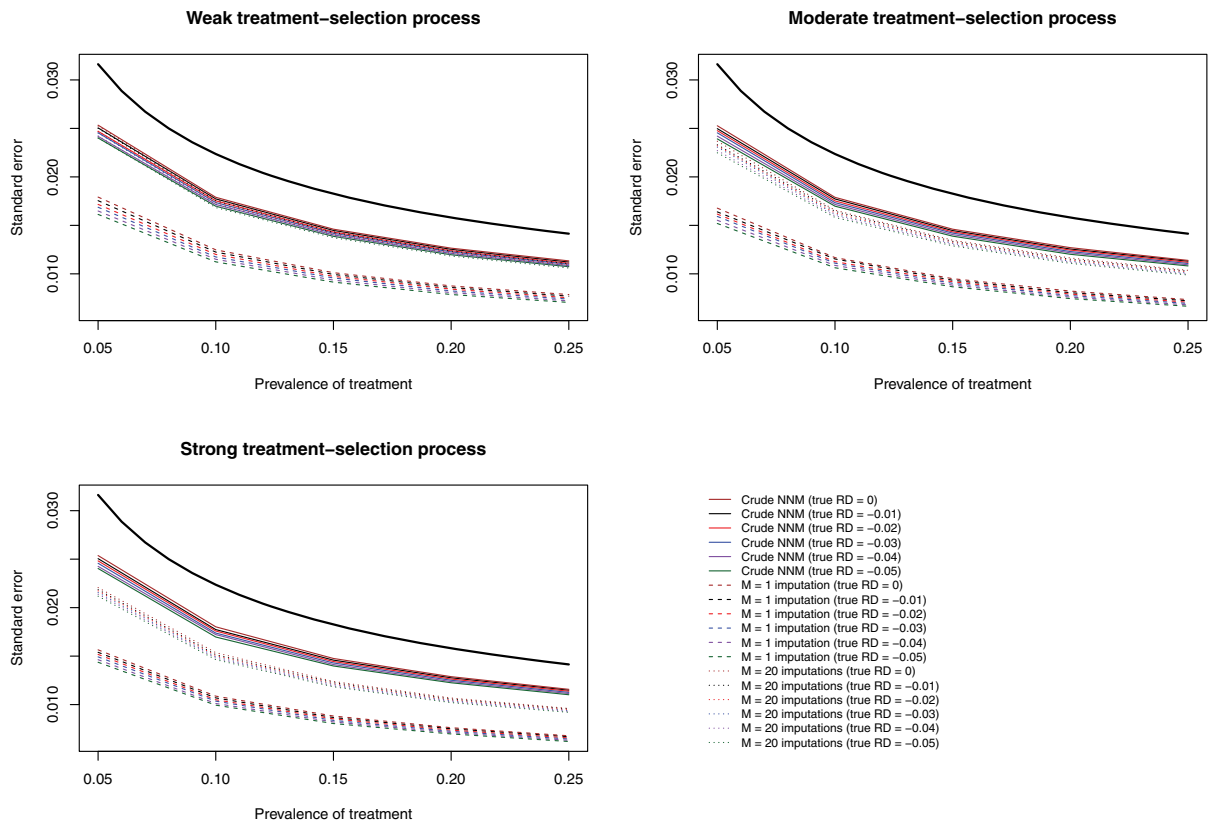 Weak treatment−selection process
Standard error
0.030
0.020
0.010
0.05 0.10 0.15 0.20 0.25
Prevalence of treatment
Moderate treatment−selection process
Standard error
0.030
0.020
0.010
0.05 0.10 0.15 0.20 0.25
Prevalence of treatment
Strong treatment−selection process
Standard error
0.030
0.020
0.010
0.05 0.10 0.15 0.20 0.25
Prevalence of treatment
Crude NNM (true RD = 0)
Crude NNM (true RD = −0.01)
Crude NNM (true RD = −0.02)
Crude NNM (true RD = −0.03)
Crude NNM (true RD = −0.04)
Crude NNM (true RD = −0.05)
M = 1 imputation (true RD = 0)
M = 1 imputation (true RD = −0.01)
M = 1 imputation (true RD = −0.02)
M = 1 imputation (true RD = −0.03)
M = 1 imputation (true RD = −0.04)
M = 1 imputation (true RD = −0.05)
M = 20 imputations (true RD = 0)
M = 20 imputations (true RD = −0.01)
M = 20 imputations (true RD = −0.02)
M = 20 imputations (true RD = −0.03)
M = 20 imputations (true RD = −0.04)
M = 20 imputations (true RD = −0.05)